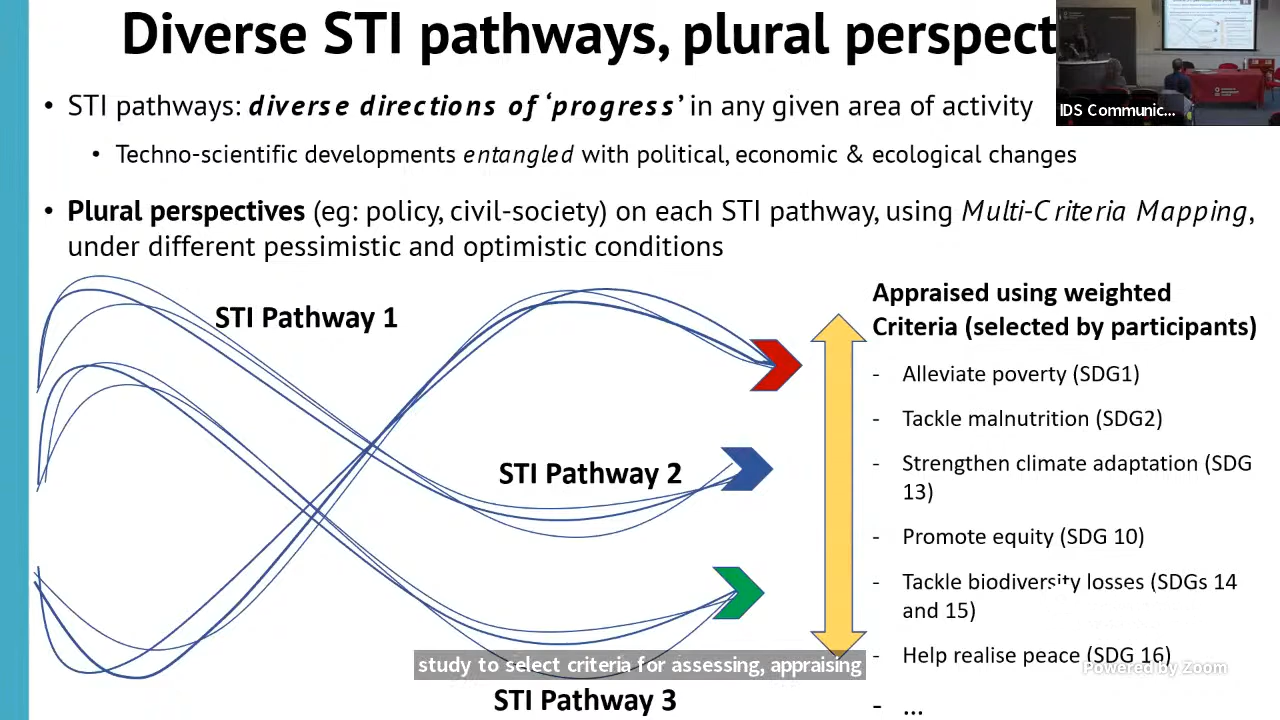 Diverse STI pathways, plural perspect
• STI pathways: diverse directions of ‘progress’ in any given area of activity
IDS Communic...
• Techno-scientific developments entangled with political, economic & ecological changes
• Plural perspectives (eg: policy, civil-society) on each STI pathway, using Multi-Criteria Mapping,
under different pessimistic and optimistic conditions
STI Pathway 1
STI Pathway 2
STI Pathway 3
Appraised using weighted
Criteria (selected by participants)
- Alleviate poverty (SDG1)
- Tackle malnutrition (SDG2)
- Strengthen climate adaptation (SDG
13)
- Promote equity (SDG 10)
- Tackle biodiversity losses (SDGs 14
and 15)
- Help realise peace (SDG 16)
- ...
study to select criteria for assessing, appraising
Powered by Zoom